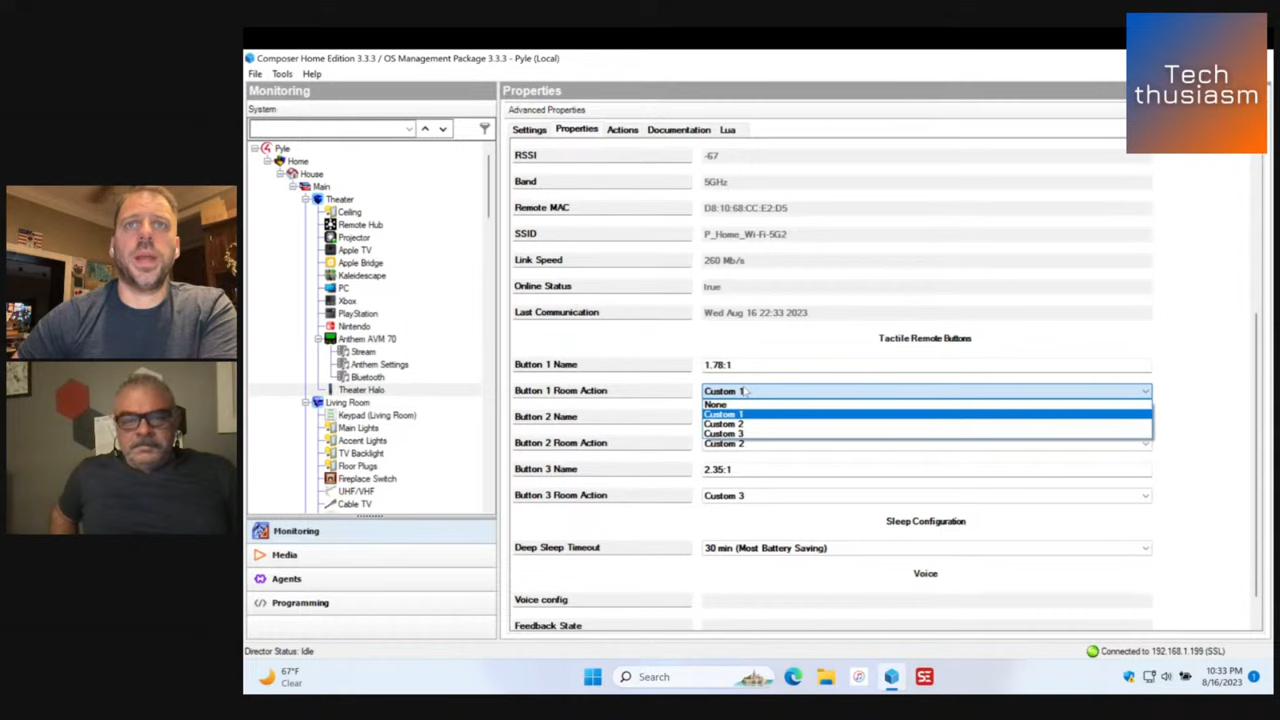 Composer Home Edition 3.3.3 / OS Management Package 3.3.3 - Pyle (Local)
File Tools Help
Tech
thusiasm
Monitoring
System
Pyle
Home
House
Main
Theater
Ceiling
Remote Hub
Projector
Apple TV
Apple Bridge
Kaleidescape
PC
Xbox
PlayStation
Nintendo
Anthem AVM 70
Stream
Anthem Settings
Bluetooth
Theater Halo
Living Room
Keypad (Living Room)
Main Lights
Accent Lights
TV Backlight
Floor Plugs
Fireplace Switch
UHF/VHF
Cable TV
Monitoring
Media
Agents
Programming
Properties
Advanced Properties
Settings Properties Actions Documentation Lua
RSSI -67
Band 5GHz
Remote MAC D8:10:68:CC:E2:D5
SSID P_Home_Wi-Fi-5G2
Link Speed 260 Mb/s
Online Status true
Last Communication Wed Aug 16 22:33 2023
Tactile Remote Buttons
Button 1 Name 1.78:1
Button 1 Room Action Custom 1
None
Custom 1
Custom 2
Custom 3
Button 2 Name
Button 2 Room Action Custom 2
Button 3 Name 2.35:1
Button 3 Room Action Custom 3
Sleep Configuration
Deep Sleep Timeout 30 min (Most Battery Saving)
Voice
Voice config
Feedback State
Director Status: Idle
Connected to 192.168.1.199 (SSL)
67°F
Clear
Search
SE
10:33 PM
8/16/2023
1